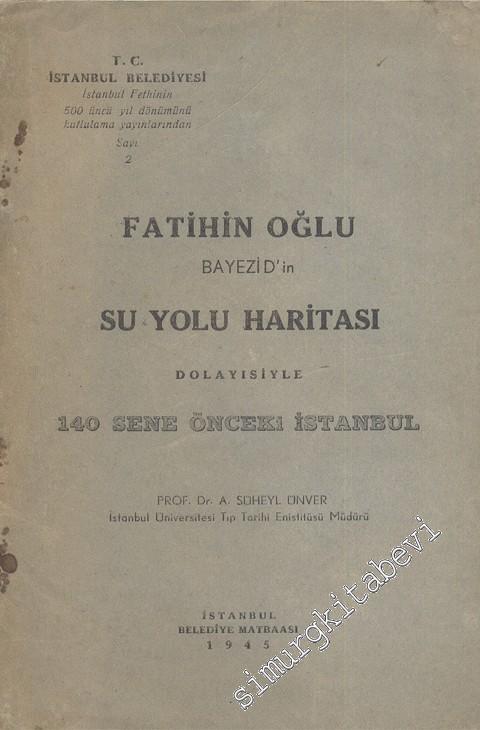 T. C.
İSTANBUL BELEDİYESİ
İstanbul Fethinin
500 üncü yıl dönümünü
kutlulama yayınlarından
Sayı
2
FATİHİN OĞLU
BAYEZİD'in
SU YOLU HARİTASI
DOLAYISİYLE
140 SENE ÖNCEKİ İSTANBUL
PROF. Dr. A. SÜHEYL ÜNVER
İstanbul Üniversitesi Tıp Tarihi Enistitüsü Müdürü
İSTANBUL
BELEDİYE MATBAASI
1945
simurgkitabevi